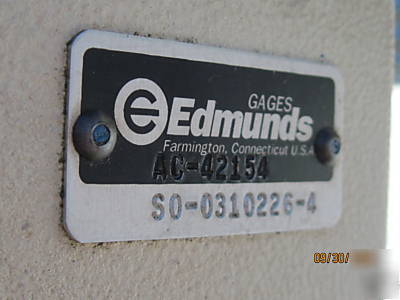 GAGES
Edmunds
Farmington, Connecticut U.S.A.
AC-42154
SO-0310226-4
09/30/